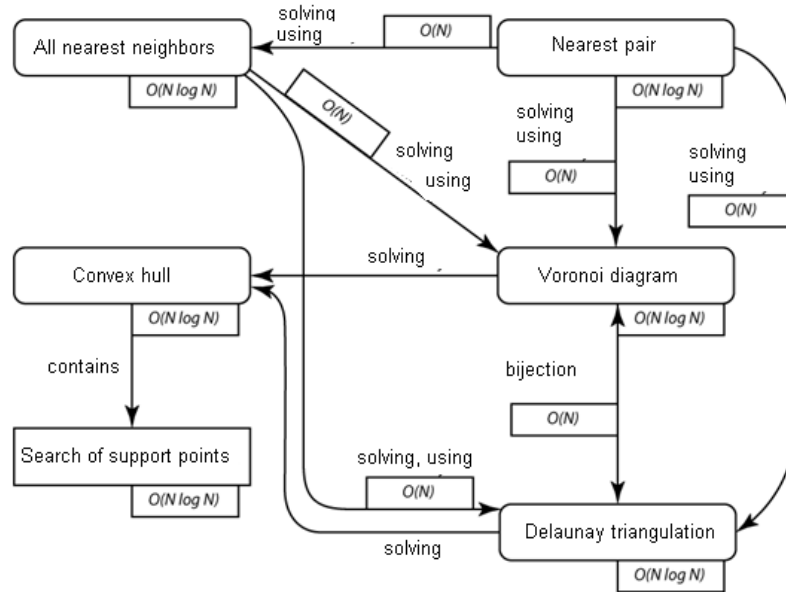 solving
using
O(N)
All nearest neighbors
Nearest pair
O(N log N)
O(N log N)
O(N)
solving
using
solving
using
O(N)
solving
using
O(N)
Convex hull
solving
Voronoi diagram
O(N log N)
O(N log N)
contains
bijection
O(N)
Search of support points
O(N log N)
solving, using
O(N)
solving
Delaunay triangulation
O(N log N)